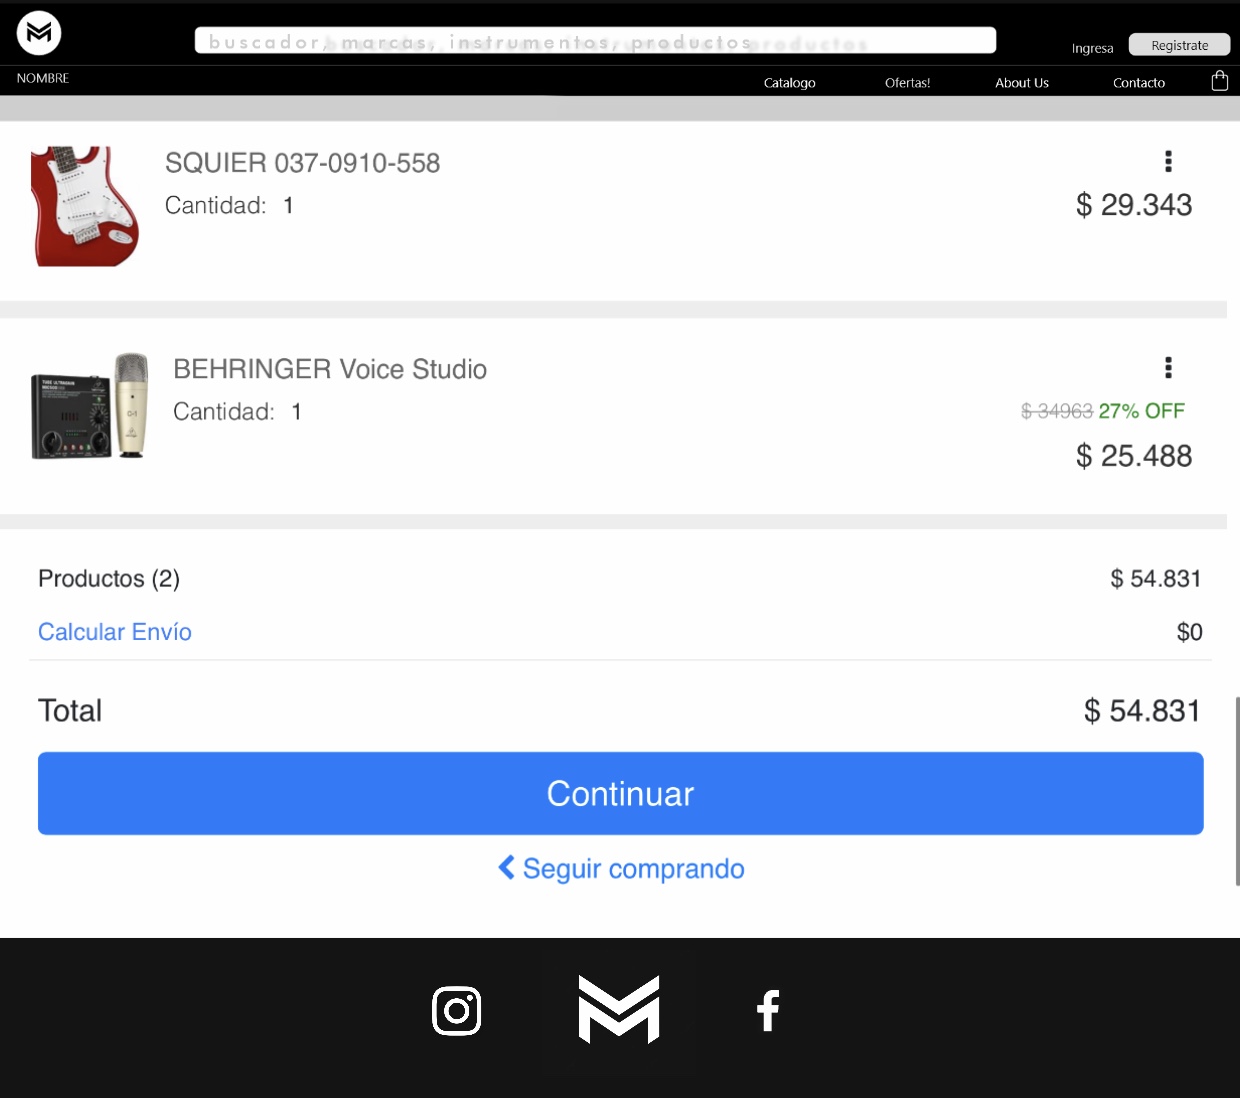 buscador, marcas, instrumentos, productos
Ingresa
Registrate
NOMBRE
Catalogo
Ofertas!
About Us
Contacto
SQUIER 037-0910-558
Cantidad: 1
$ 29.343
BEHRINGER Voice Studio
Cantidad: 1
$ 34963 27% OFF
$ 25.488
Productos (2)
$ 54.831
Calcular Envío
$0
Total
$ 54.831
Continuar
Seguir comprando